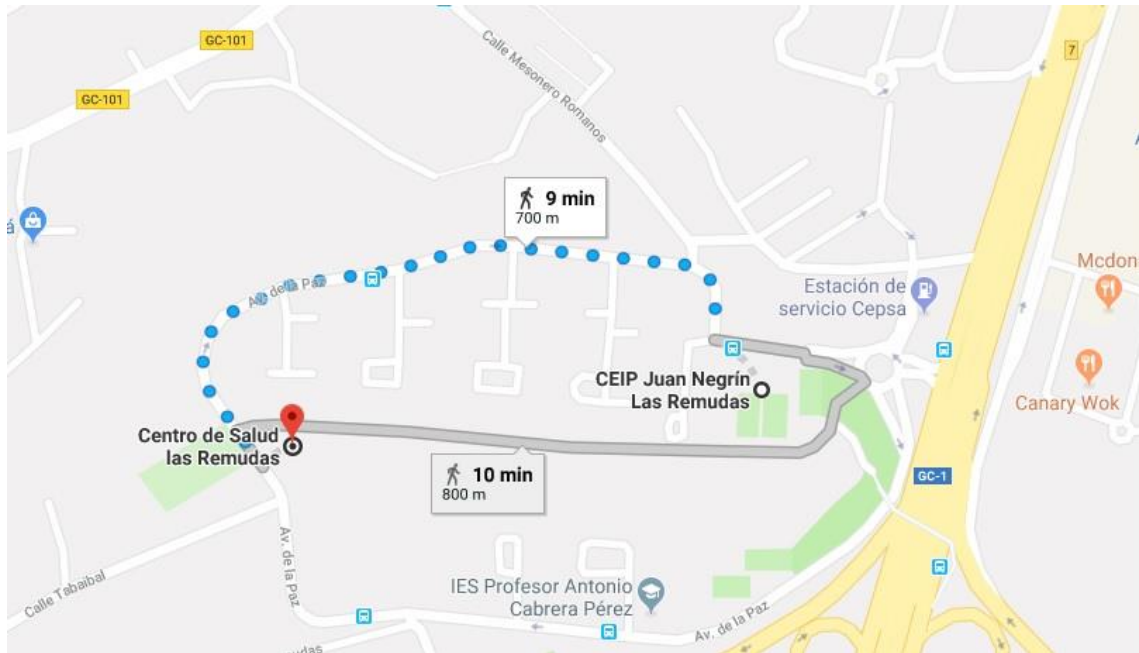 GC-101
Calle Mesonero Romanos
7
GC-101
9 min
700 m
Mcdon
Av. de la Paz
Estación de
servicio Cepsa
CEIP Juan Negrín
Las Remudas
Canary Wok
Centro de Salud
las Remudas
10 min
800 m
GC-1
Av. de la Paz
Calle Tabaibal
IES Profesor Antonio
Cabrera Pérez
Av. de la Paz
udas